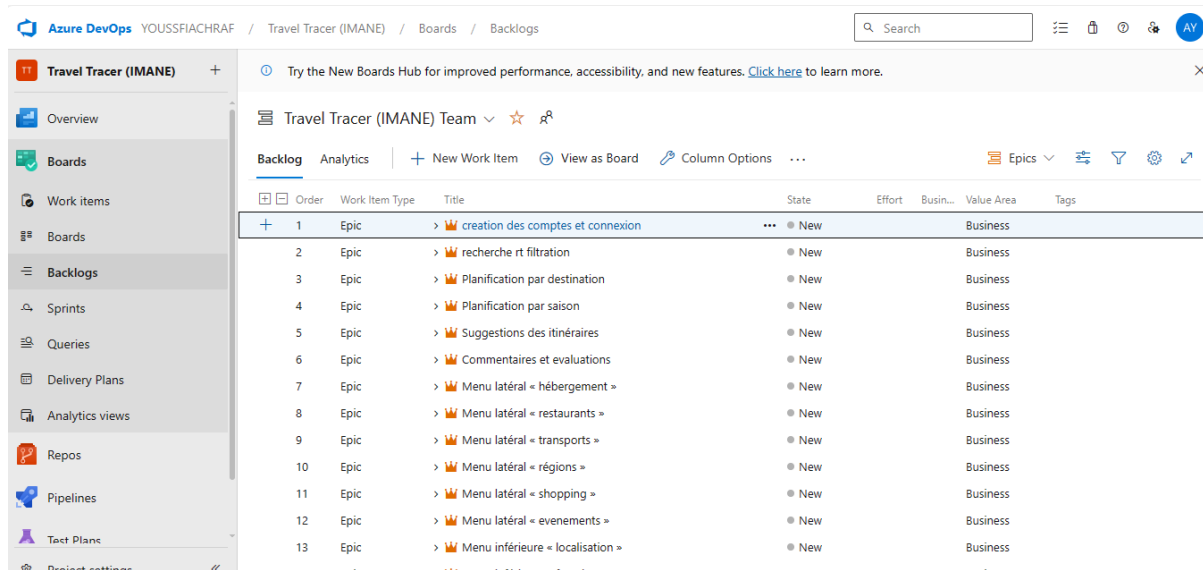 Azure DevOps YOUSSFIACHRAF / Travel Tracer (IMANE) / Boards / Backlogs Search AY
TT Travel Tracer (IMANE) +
Try the New Boards Hub for improved performance, accessibility, and new features. Click here to learn more.
Overview
Travel Tracer (IMANE) Team
Boards
Backlog Analytics + New Work Item View as Board Column Options ... Epics
Work items
Order Work Item Type Title State Effort Busin... Value Area Tags
+ 1 Epic > creation des comptes et connexion ... New Business
Boards
2 Epic > recherche rt filtration New Business
Backlogs
3 Epic > Planification par destination New Business
Sprints
4 Epic > Planification par saison New Business
5 Epic > Suggestions des itinéraires New Business
Queries
6 Epic > Commentaires et evaluations New Business
Delivery Plans
7 Epic > Menu latéral « hébergement » New Business
Analytics views
8 Epic > Menu latéral « restaurants » New Business
9 Epic > Menu latéral « transports » New Business
Repos
10 Epic > Menu latéral « régions » New Business
Pipelines
11 Epic > Menu latéral « shopping » New Business
12 Epic > Menu latéral « evenements » New Business
Test Plans
13 Epic > Menu inférieure « localisation » New Business
Project settings